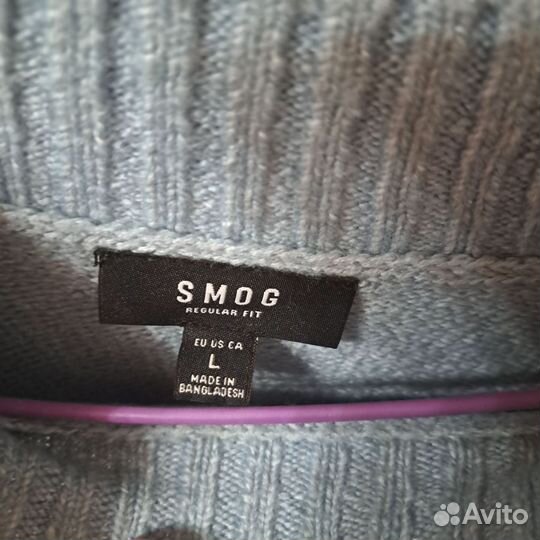 SMOG
REGULAR FIT
EU US CA
L
MADE IN
BANGLADESH
Avito